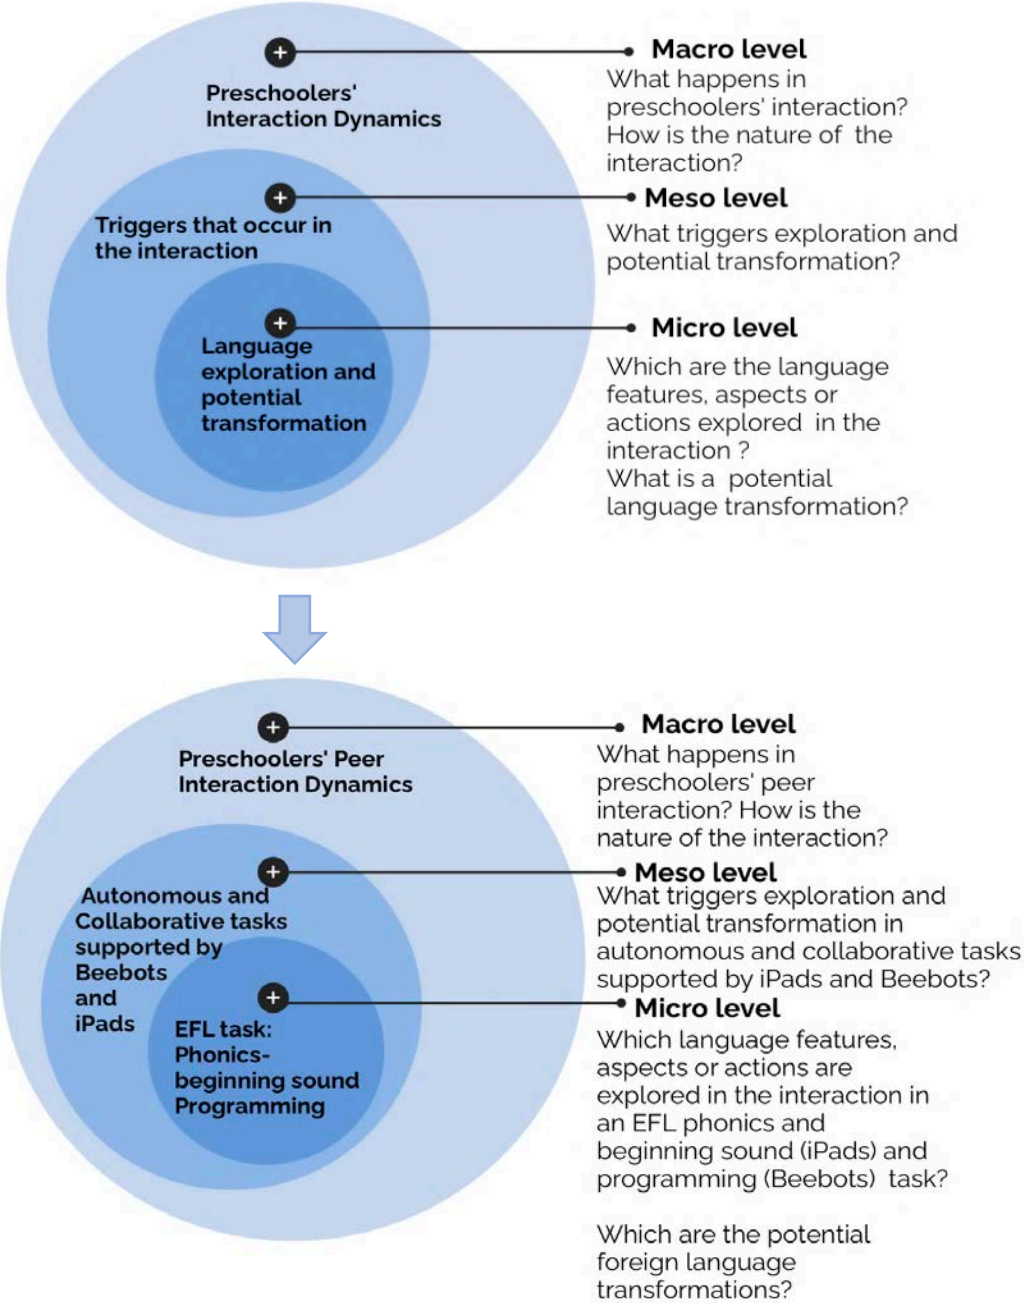 Macro level
Preschoolers'
Interaction Dynamics
What happens in
preschoolers' interaction?
How is the nature of the
interaction?
Meso level
Triggers that occur in
the interaction
What triggers exploration and
potential transformation?
Micro level
Language
exploration and
potential
transformation
Which are the language
features, aspects or
actions explored in the
interaction ?
What is a potential
language transformation?
Macro level
Preschoolers' Peer
Interaction Dynamics
What happens in
preschoolers' peer
interaction? How is the
nature of the interaction?
Meso level
Autonomous and
Collaborative tasks
supported by
Beebots
and
iPads
What triggers exploration and
potential transformation in
autonomous and collaborative tasks
supported by iPads and Beebots?
Micro level
EFL task:
Phonics-
beginning sound
Programming
Which language features,
aspects or actions are
explored in the interaction in
an EFL phonics and
beginning sound (iPads) and
programming (Beebots) task?
Which are the potential
foreign language
transformations?